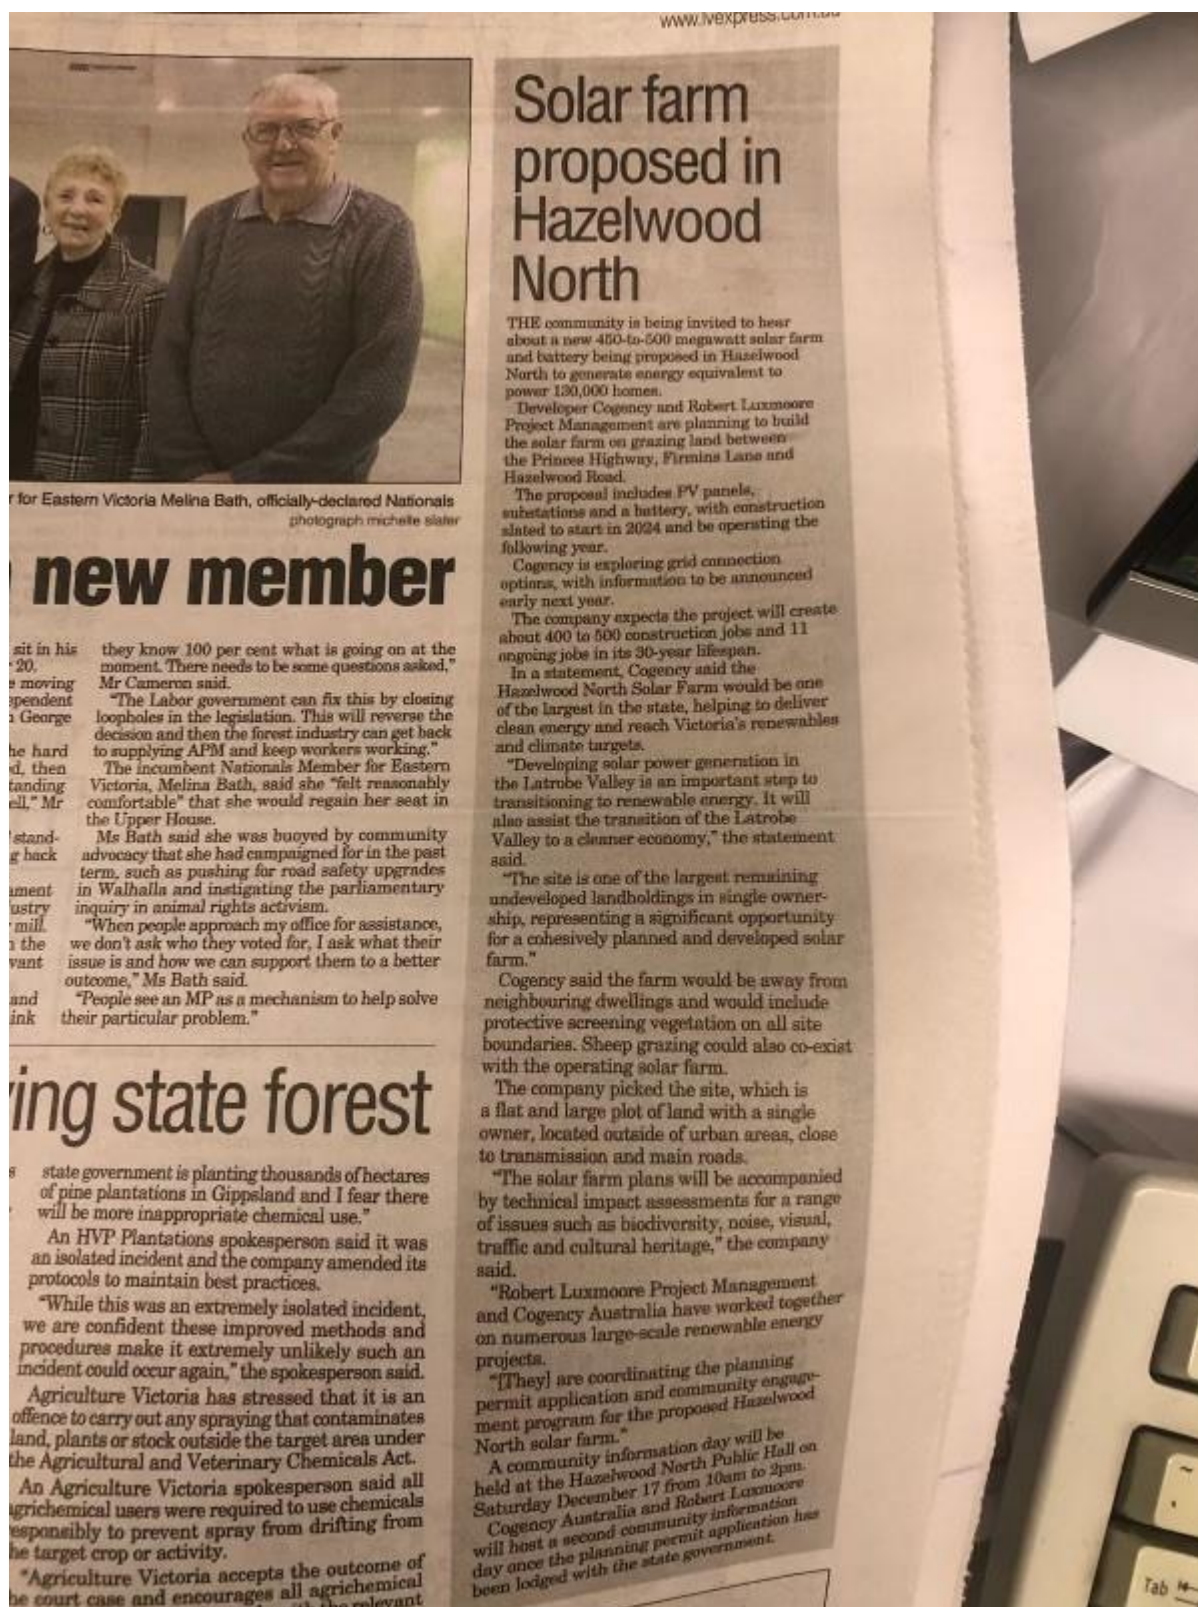 www.lvexpress.com.au
for Eastern Victoria Melina Bath, officially-declared Nationals
photograph michelle slater
new member
sit in his
20.
moving
George
he hard
then
Mr
stand-
back
mill.
the
and
they know 100 per cent what is going on at the
moment. There needs to be some questions asked,"
Mr Cameron said.
"The Labor government can fix this by closing
loopholes in the legislation. This will reverse the
decision and then the forest industry can get back
to supplying APM and keep workers working."
The incumbent Nationals Member for Eastern
Victoria, Melina Bath, said she "felt reasonably
comfortable" that she would regain her seat in
the Upper House.
Ms Bath said she was buoyed by community
advocacy that she had campaigned for in the past
term, such as pushing for road safety upgrades
in Walhalla and instigating the parliamentary
inquiry in animal rights activism.
"When people approach my office for assistance,
we don't ask who they voted for, I ask what their
issue is and how we can support them to a better
outcome," Ms Bath said.
"People see an MP as a mechanism to help solve
their particular problem."
ing state forest
state government is planting thousands of hectares
of pine plantations in Gippsland and I fear there
will be more inappropriate chemical use."
An HVP Plantations spokesperson said it was
an isolated incident and the company amended its
protocols to maintain best practices.
"While this was an extremely isolated incident,
we are confident these improved methods and
procedures make it extremely unlikely such an
incident could occur again," the spokesperson said.
Agriculture Victoria has stressed that it is an
offence to carry out any spraying that contaminates
land, plants or stock outside the target area under
the Agricultural and Veterinary Chemicals Act.
An Agriculture Victoria spokesperson said all
grichemical users were required to use chemicals
esponsibly to prevent spray from drifting from
he target crop or activity.
"Agriculture Victoria accepts the outcome of
he court case and encourages all agrichemical
the relevant
Solar farm
proposed in
Hazelwood
North
THE community is being invited to hear
about a new 450-to-500 megawatt solar farm
and battery being proposed in Hazelwood
North to generate energy equivalent to
power 130,000 homes.
Developer Cogency and Robert Luxmoore
Project Management are planning to build
the solar farm on grazing land between
the Princes Highway, Firmins Lane and
Hazelwood Road.
The proposal includes PV panels,
substations and a battery, with construction
slated to start in 2024 and be operating the
following year.
Cogency is exploring grid connection
options, with information to be announced
early next year.
The company expects the project will create
about 400 to 500 construction jobs and 11
ongoing jobs in its 30-year lifespan.
In a statement, Cogency said the
Hazelwood North Solar Farm would be one
of the largest in the state, helping to deliver
clean energy and reach Victoria's renewables
and climate targets.
"Developing solar power generation in
the Latrobe Valley is an important step to
transitioning to renewable energy. It will
also assist the transition of the Latrobe
Valley to a cleaner economy," the statement
said.
"The site is one of the largest remaining
undeveloped landholdings in single owner-
ship, representing a significant opportunity
for a cohesively planned and developed solar
farm."
Cogency said the farm would be away from
neighbouring dwellings and would include
protective screening vegetation on all site
boundaries. Sheep grazing could also co-exist
with the operating solar farm.
The company picked the site, which is
a flat and large plot of land with a single
owner, located outside of urban areas, close
to transmission and main roads.
"The solar farm plans will be accompanied
by technical impact assessments for a range
of issues such as biodiversity, noise, visual,
traffic and cultural heritage," the company
said.
"Robert Luxmoore Project Management
and Cogency Australia have worked together
on numerous large-scale renewable energy
projects.
"[They] are coordinating the planning
permit application and community engage-
ment program for the proposed Hazelwood
North solar farm."
A community information day will be
held at the Hazelwood North Public Hall on
Saturday December 17 from 10am to 2pm.
Cogency Australia and Robert Luxmoore
will host a second community information
day once the planning permit application has
been lodged with the state government.
~
Tab